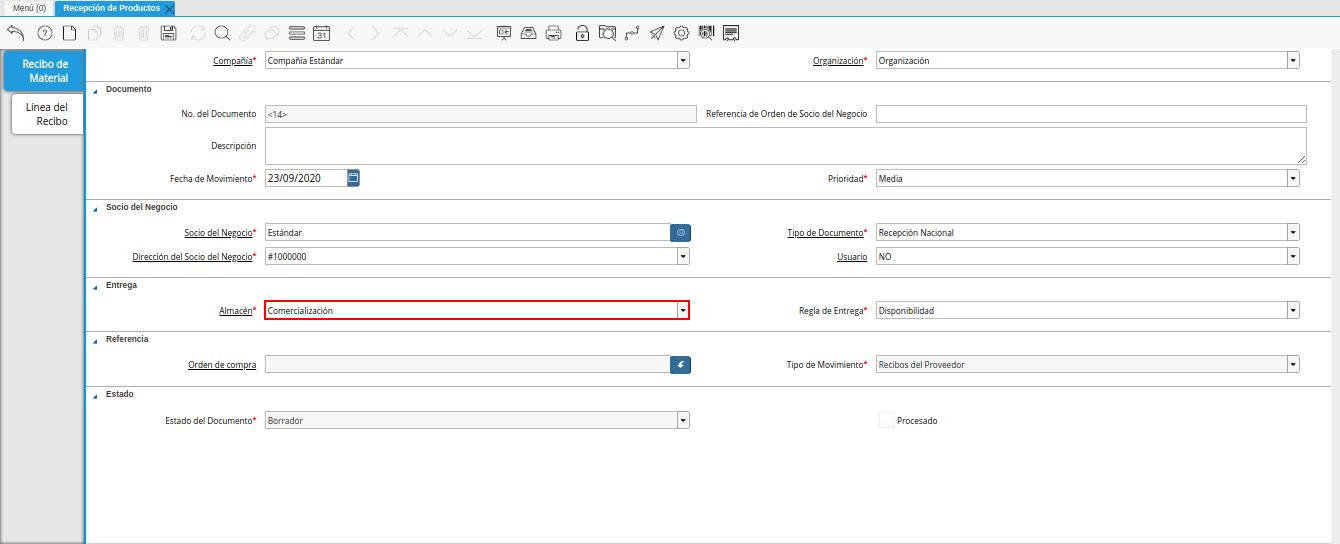 Menú (0) Recepción de Productos
31
Recibo de
Material
Línea del
Recibo
Compañía* Compañía Estándar Organización* Organización
Documento
No. del Documento <14> Referencia de Orden de Socio del Negocio
Descripción
Fecha de Movimiento* 23/09/2020 Prioridad* Media
Socio del Negocio
Socio del Negocio* Estándar Tipo de Documento* Recepción Nacional
Dirección del Socio del Negocio* #1000000 Usuario NO
Entrega
Almacén* Comercialización Regla de Entrega* Disponibilidad
Referencia
Orden de compra Tipo de Movimiento* Recibos del Proveedor
Estado
Estado del Documento* Borrador Procesado